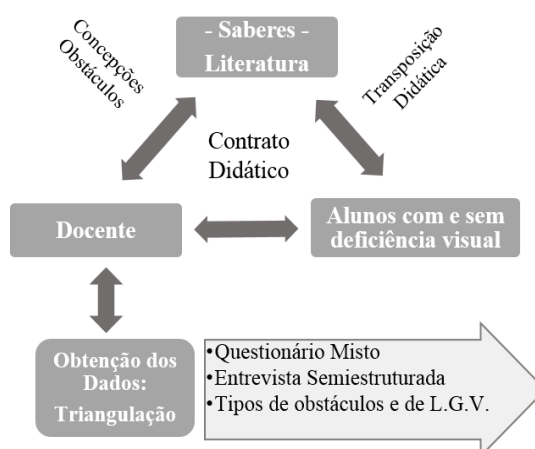 - Saberes -
Literatura
Concepções
Obstáculos
Transposição
Didática
Contrato
Didático
Docente
Alunos com e sem
deficiência visual
Obtenção dos
Dados:
Triangulação
•Questionário Misto
•Entrevista Semiestruturada
•Tipos de obstáculos e de L.G.V.